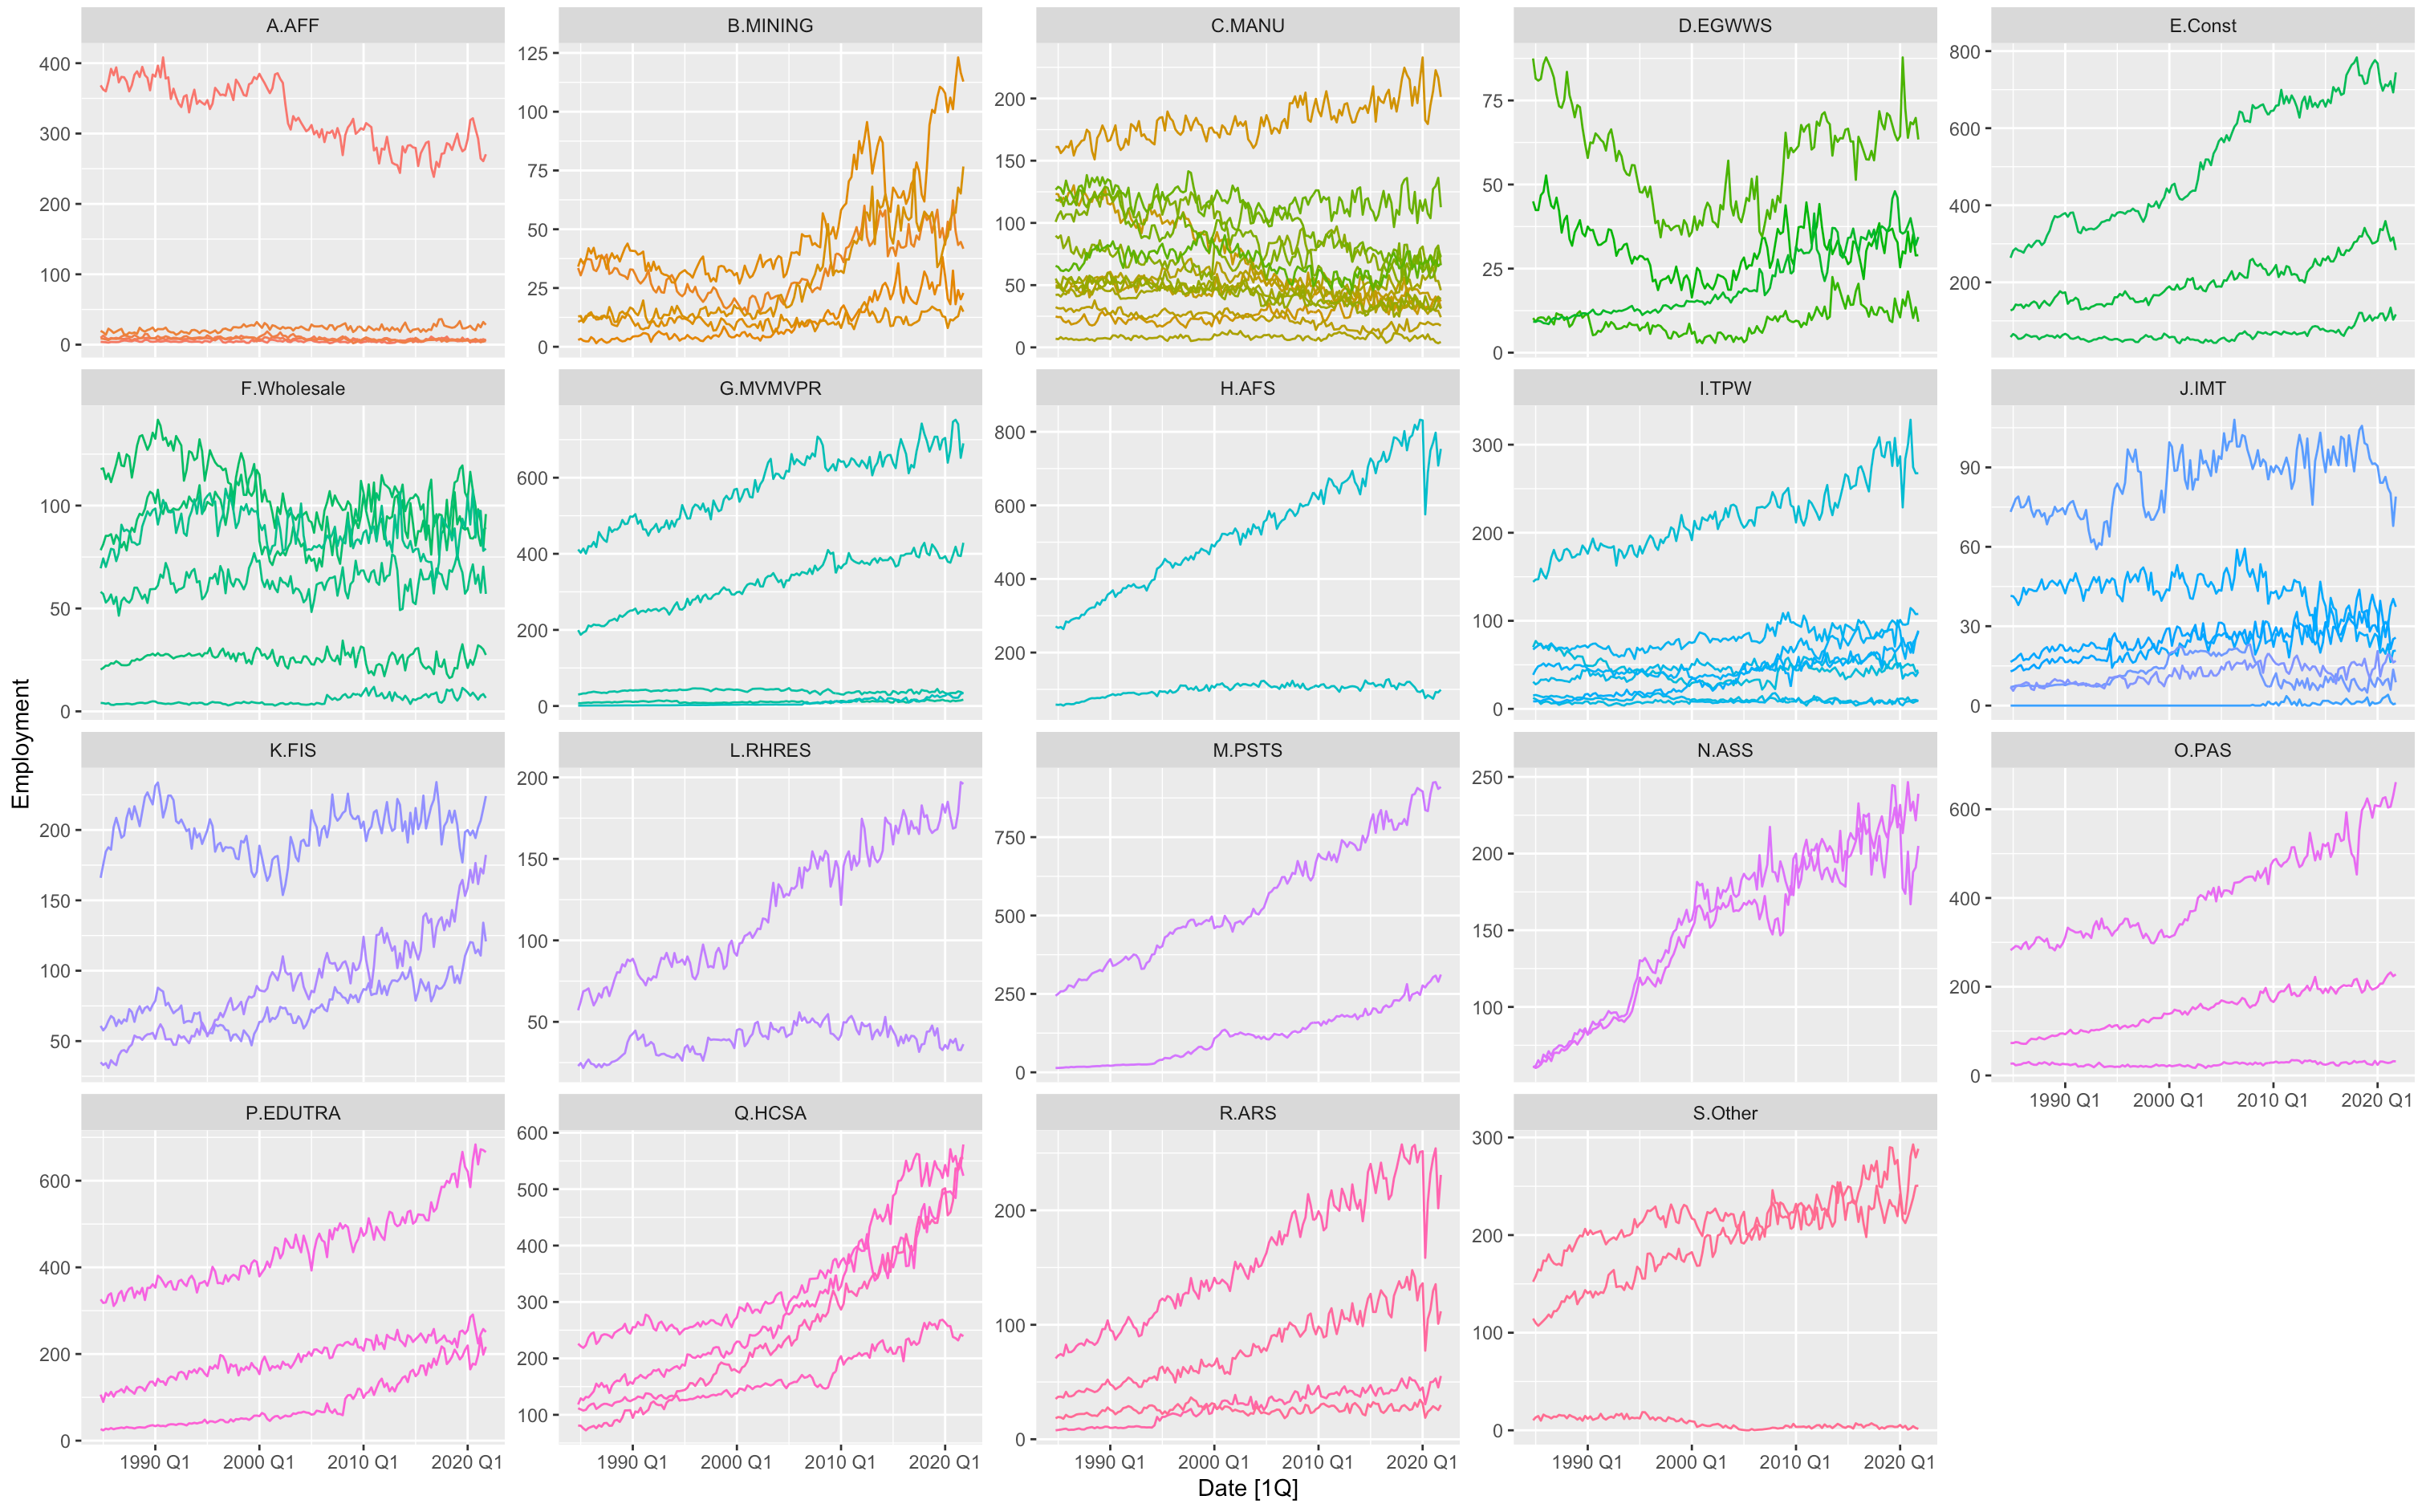 A.AFF B.MINING C.MANU D.EGWWS E.Const
400 300 200 100 0
125 100 75 50 25 0
200 150 100 50 0
75 50 25 0
800 600 400 200
F.Wholesale G.MVMVPR H.AFS I.TPW J.IMT
100 50 0
600 400 200 0
800 600 400 200
300 200 100 0
90 60 30 0
K.FIS L.RHRES M.PSTS N.ASS O.PAS
200 150 100 50
200 150 100 50
750 500 250 0
250 200 150 100
600 400 200 0
1990 Q1 2000 Q1 2010 Q1 2020 Q1
P.EDUTRA Q.HCSA R.ARS S.Other
600 400 200 0
600 500 400 300 200 100
200 100 0
300 200 100 0
1990 Q1 2000 Q1 2010 Q1 2020 Q1
1990 Q1 2000 Q1 2010 Q1 2020 Q1
1990 Q1 2000 Q1 2010 Q1 2020 Q1
1990 Q1 2000 Q1 2010 Q1 2020 Q1
Employment
Date [1Q]